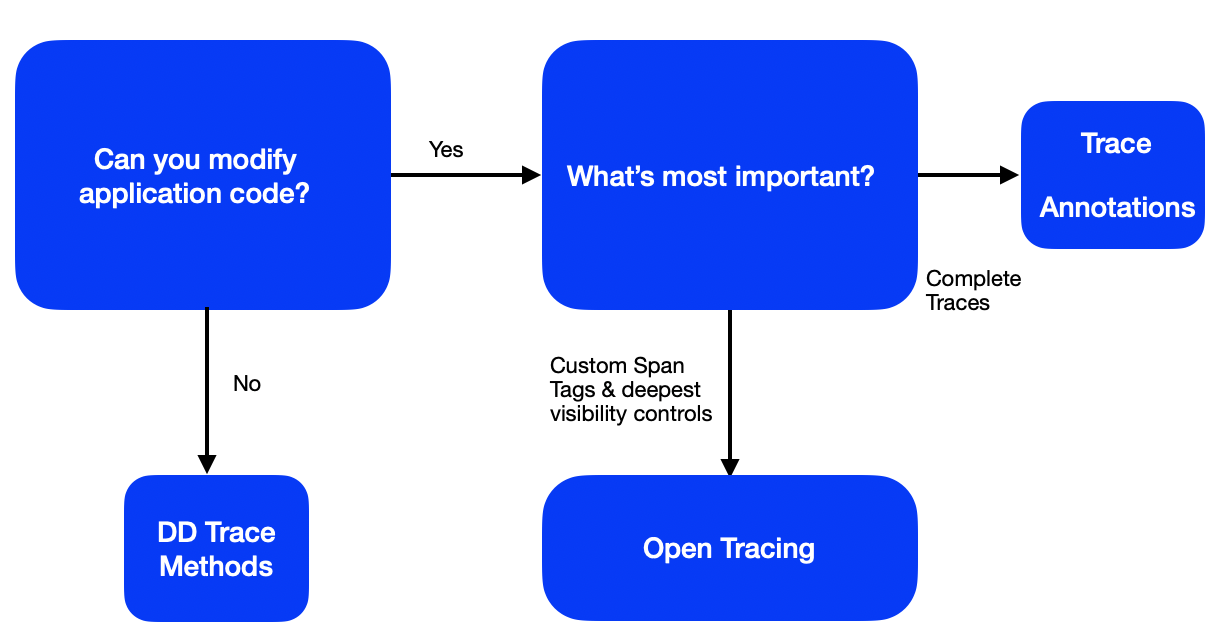 Can you modify
application code?
Yes
What’s most important?
Trace
Annotations
Complete
Traces
No
Custom Span
Tags & deepest
visibility controls
DD Trace
Methods
Open Tracing